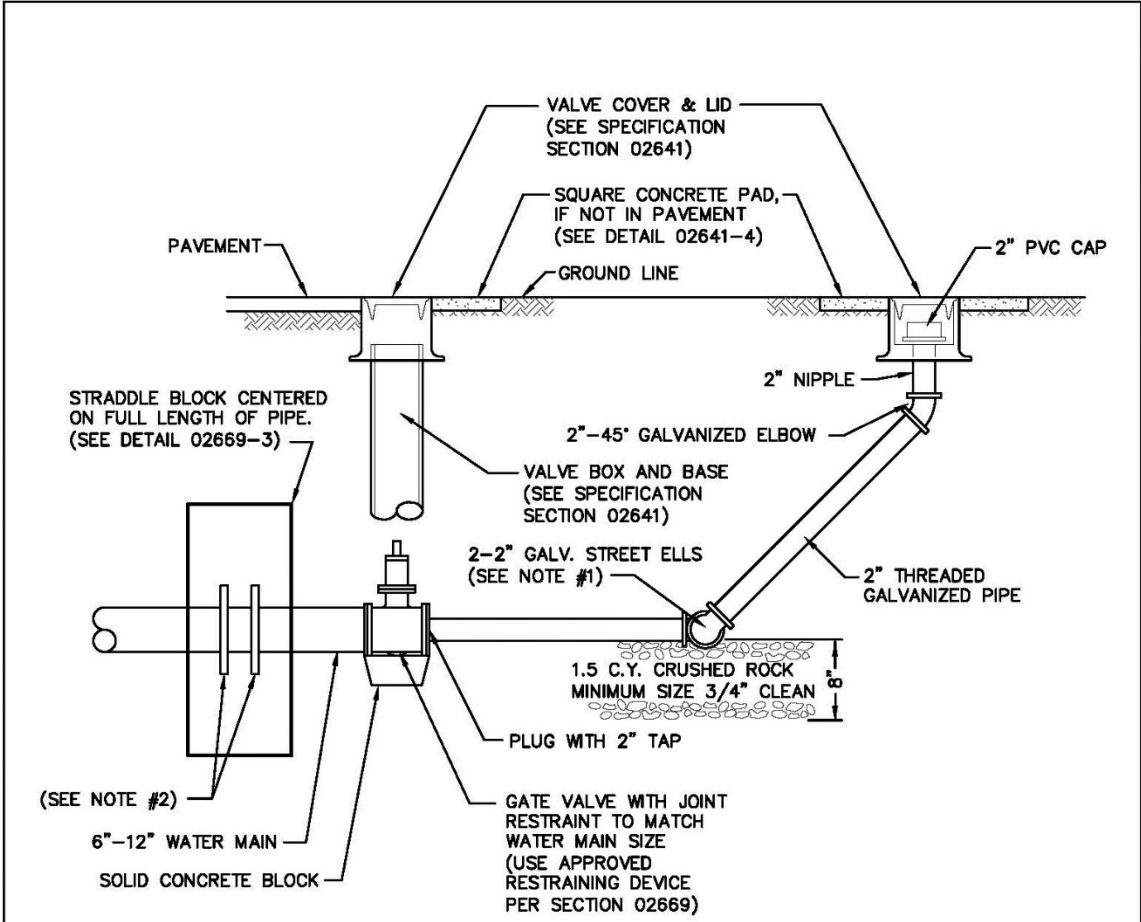 VALVE COVER & LID
(SEE SPECIFICATION
SECTION 02641)
SQUARE CONCRETE PAD,
IF NOT IN PAVEMENT
(SEE DETAIL 02641-4)
PAVEMENT
GROUND LINE
2" PVC CAP
2" NIPPLE
STRADDLE BLOCK CENTERED
ON FULL LENGTH OF PIPE.
(SEE DETAIL 02669-3)
2"-45° GALVANIZED ELBOW
VALVE BOX AND BASE
(SEE SPECIFICATION
SECTION 02641)
2-2" GALV. STREET ELLS
(SEE NOTE #1)
2" THREADED
GALVANIZED PIPE
1.5 C.Y. CRUSHED ROCK
MINIMUM SIZE 3/4" CLEAN
8"
PLUG WITH 2" TAP
(SEE NOTE #2)
6"-12" WATER MAIN
SOLID CONCRETE BLOCK
GATE VALVE WITH JOINT
RESTRAINT TO MATCH
WATER MAIN SIZE
(USE APPROVED
RESTRAINING DEVICE
PER SECTION 02669)